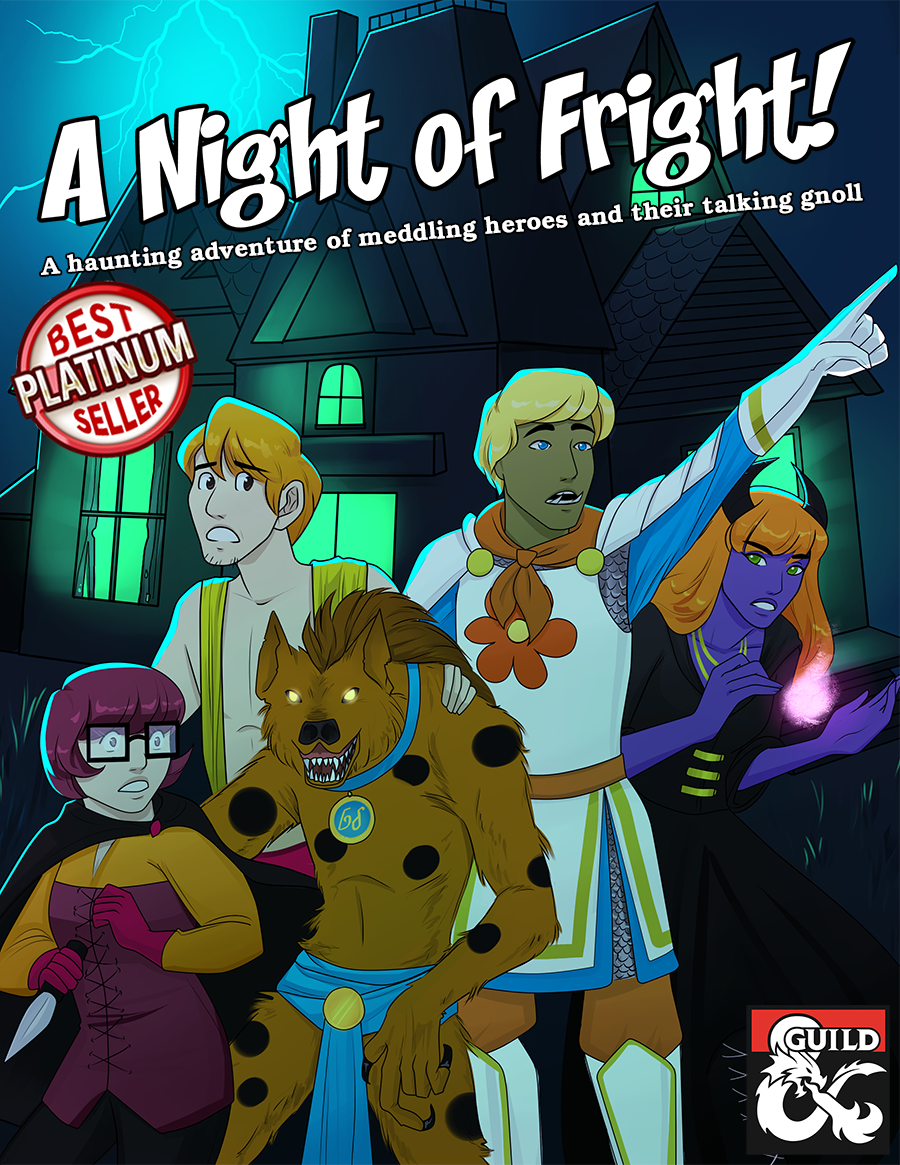 A Night of Fright!
A haunting adventure of meddling heroes and their talking gnoll
BEST
PLATINUM
SELLER
GUILD